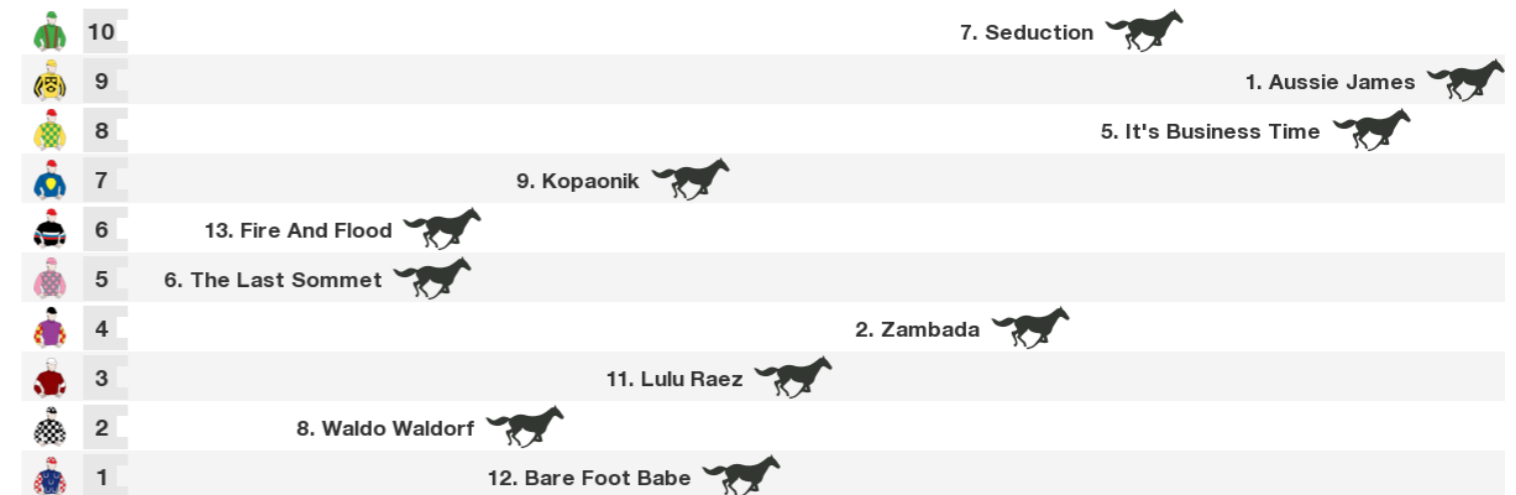 10 7. Seduction
9 1. Aussie James
8 5. It's Business Time
7 9. Kopaonik
6 13. Fire And Flood
5 6. The Last Sommet
4 2. Zambada
3 11. Lulu Raez
2 8. Waldo Waldorf
1 12. Bare Foot Babe